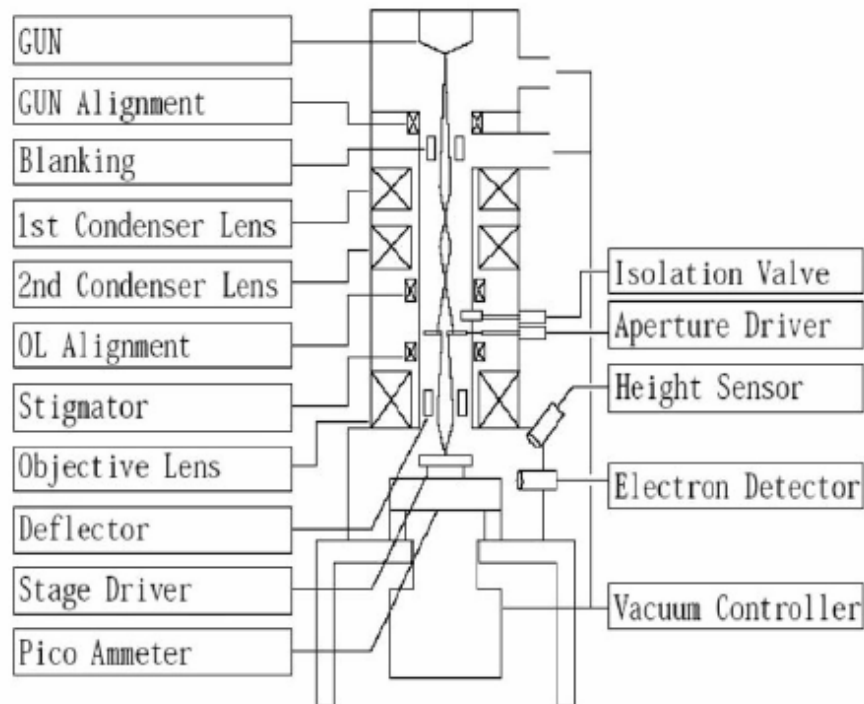 GUN
GUN Alignment
Blanking
1st Condenser Lens
2nd Condenser Lens
OL Alignment
Stigmator
Objective Lens
Deflector
Stage Driver
Pico Ammeter
Isolation Valve
Aperture Driver
Height Sensor
Electron Detector
Vacuum Controller